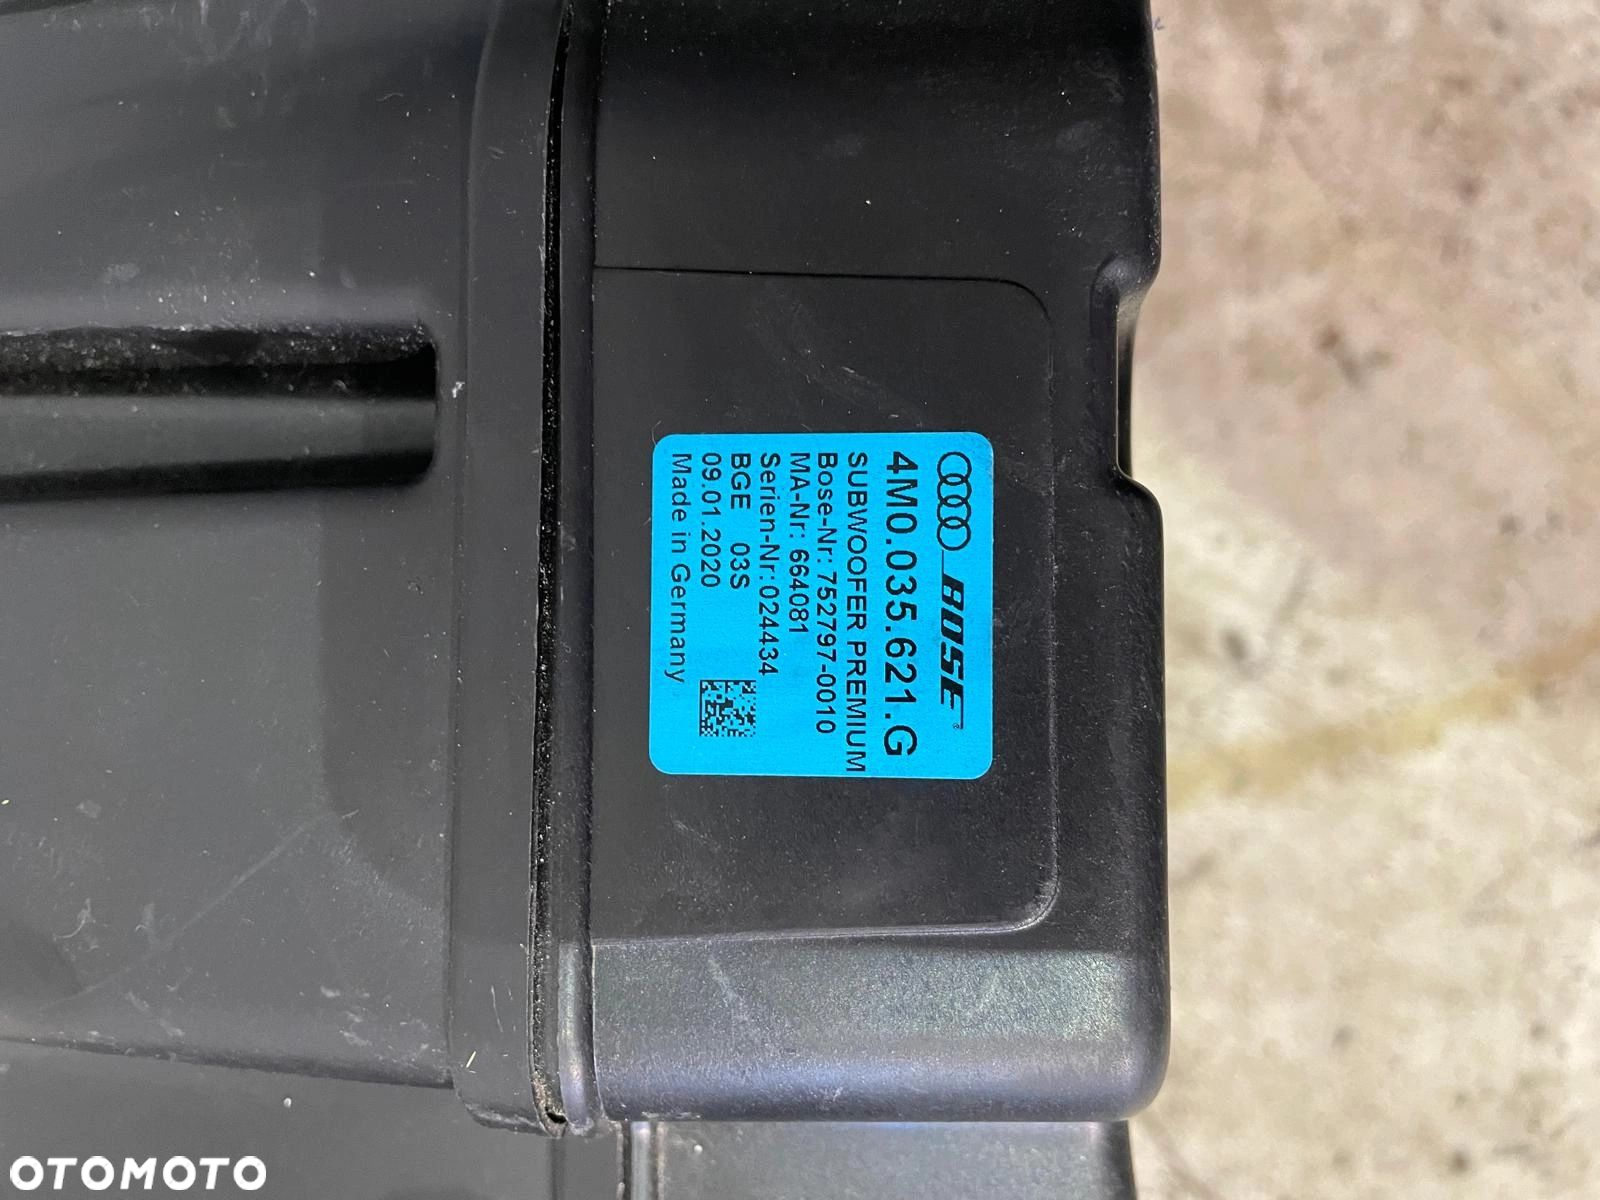 BOSE
4M0.035.621.G
SUBWOOFER PREMIUM
Bose-Nr: 752797-0010
MA-Nr: 664081
Serien-Nr: 024434
BGE 03S
09.01.2020
Made in Germany
OTOMOTO